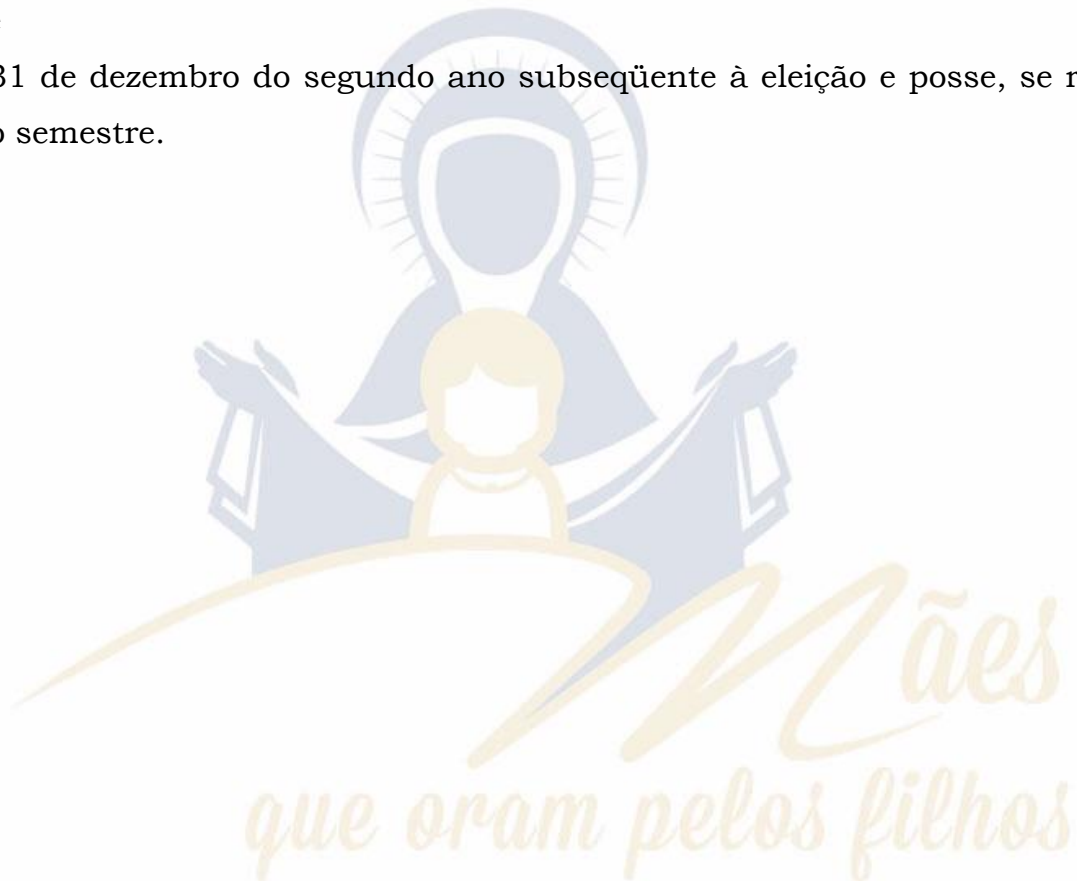 31 de dezembro do segundo ano subseqüente à eleição e posse, se
semestre.
Mães
que oram pelos filhos